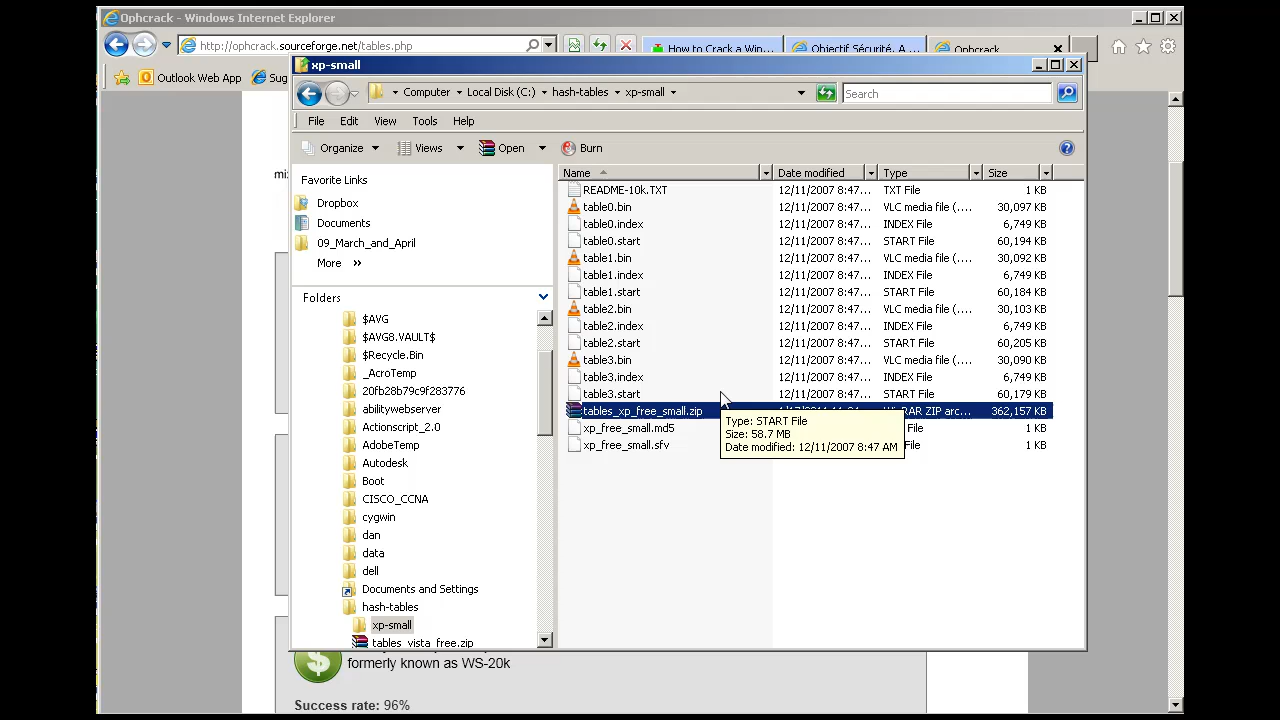 Ophcrack - Windows Internet Explorer
http://ophcrack.sourceforge.net/tables.php
How to Crack a Win...
Objectif Sécurité, A...
Ophcrack
Outlook Web App
Sug
xp-small
Computer Local Disk (C:) hash-tables xp-small
Search
File Edit View Tools Help
Organize Views Open Burn
Favorite Links
Dropbox
Documents
09_March_and_April
More »
Folders
$AVG
$AVG8.VAULT$
$Recycle.Bin
_AcroTemp
20fb28b79c9f283776
abilitywebserver
Actionscript_2.0
AdobeTemp
Autodesk
Boot
CISCO_CCNA
cygwin
dan
data
dell
Documents and Settings
hash-tables
xp-small
tables_vista_free.zip
Name Date modified Type Size
README-10k.TXT 12/11/2007 8:47... TXT File 1 KB
table0.bin 12/11/2007 8:47... VLC media file (.... 30,097 KB
table0.index 12/11/2007 8:47... INDEX File 6,749 KB
table0.start 12/11/2007 8:47... START File 60,194 KB
table1.bin 12/11/2007 8:47... VLC media file (.... 30,092 KB
table1.index 12/11/2007 8:47... INDEX File 6,749 KB
table1.start 12/11/2007 8:47... START File 60,184 KB
table2.bin 12/11/2007 8:47... VLC media file (.... 30,103 KB
table2.index 12/11/2007 8:47... INDEX File 6,749 KB
table2.start 12/11/2007 8:47... START File 60,205 KB
table3.bin 12/11/2007 8:47... VLC media file (.... 30,090 KB
table3.index 12/11/2007 8:47... INDEX File 6,749 KB
table3.start 12/11/2007 8:47... START File 60,179 KB
tables_xp_free_small.zip ZIP arc... 362,157 KB
xp_free_small.md5 File 1 KB
xp_free_small.sfv File 1 KB
Type: START File
Size: 58.7 MB
Date modified: 12/11/2007 8:47 AM
formerly known as WS-20k
Success rate: 96%